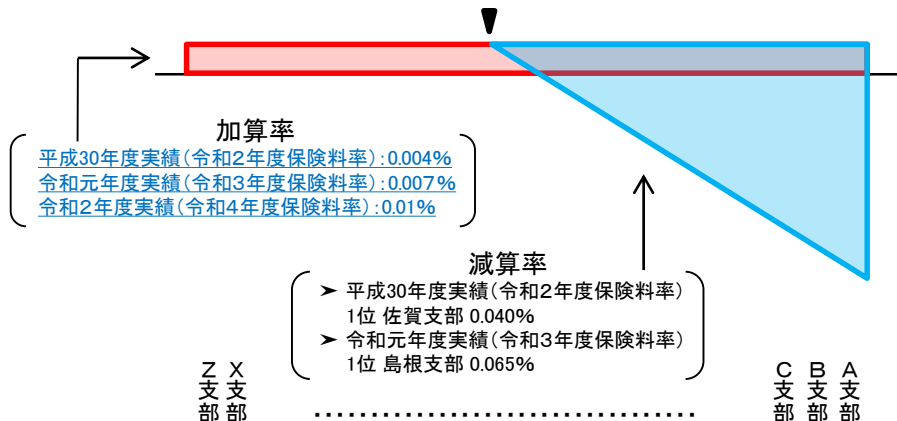 加算率
平成30年度実績(令和2年度保険料率):0.004%
令和元年度実績(令和3年度保険料率):0.007%
令和2年度実績(令和4年度保険料率):0.01%
減算率
➤ 平成30年度実績(令和2年度保険料率)
1位 佐賀支部 0.040%
➤ 令和元年度実績(令和3年度保険料率)
1位 島根支部 0.065%
Z支部
X支部
………………………………
C支部
B支部
A支部